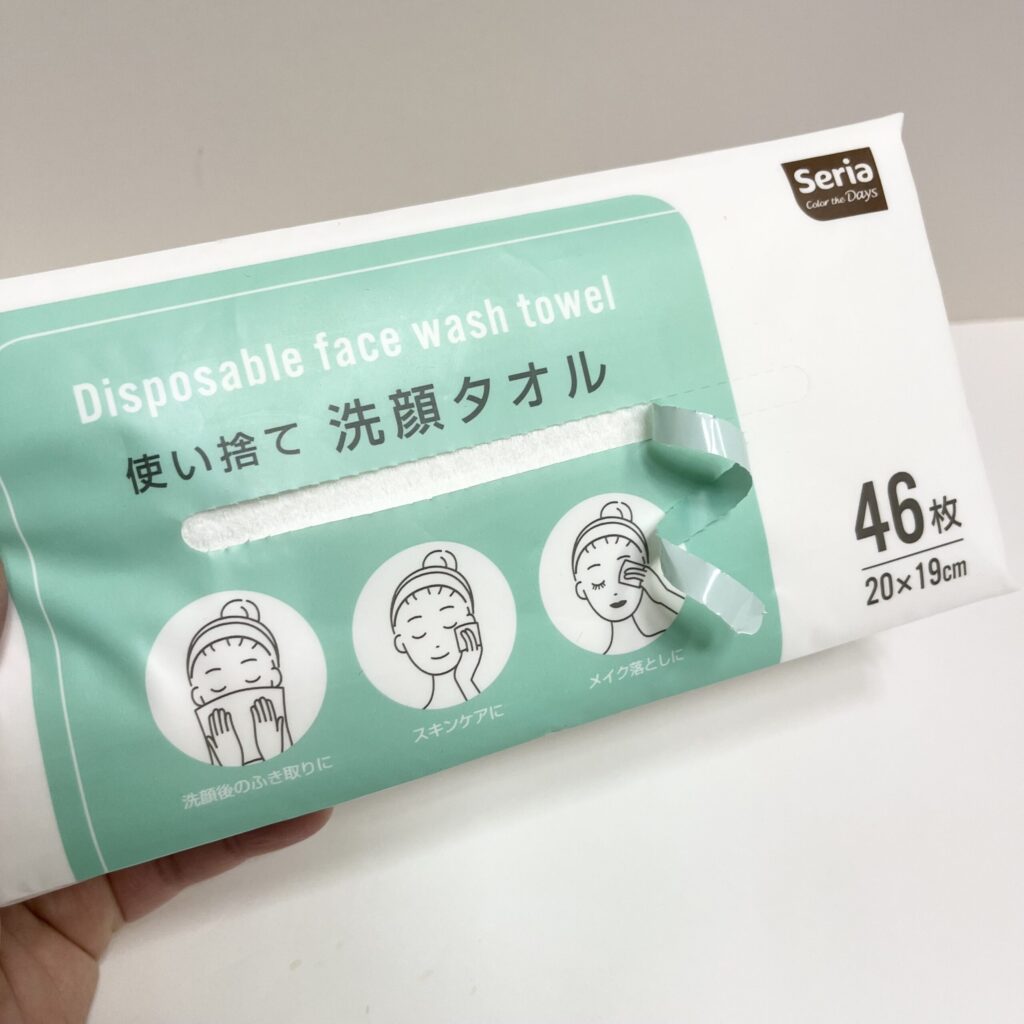 Seria
Color the Days
Disposable face wash towel
使い捨て 洗顔タオル
46枚
20×19cm
洗顔後のふき取りに
スキンケアに
メイク落としに